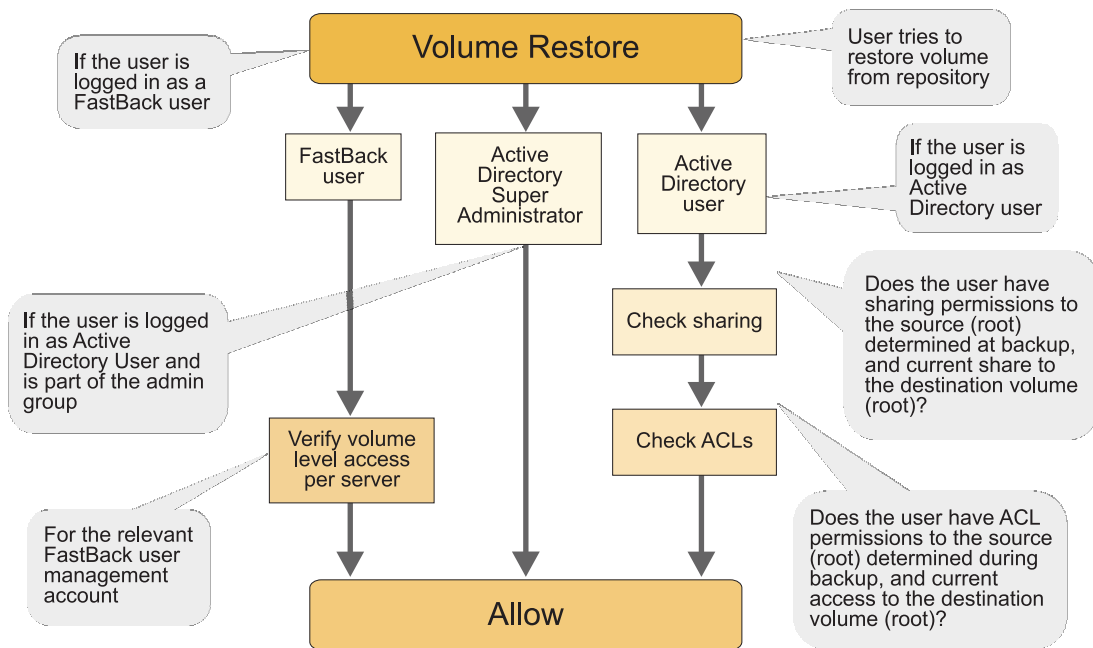 Volume Restore
If the user is
logged in as a
FastBack user
User tries to
restore volume
from repository
FastBack
user
Active
Directory
Super
Administrator
Active
Directory
user
If the user is
logged in as
Active
Directory user
If the user is logged
in as Active
Directory User and
is part of the admin
group
Check sharing
Does the user have
sharing permissions to
the source (root)
determined at backup,
and current share to
the destination volume
(root)?
Verify volume
level access
per server
Check ACLs
For the relevant
FastBack user
management
account
Does the user have ACL
permissions to the source
(root) determined during
backup, and current
access to the destination
volume (root)?
Allow